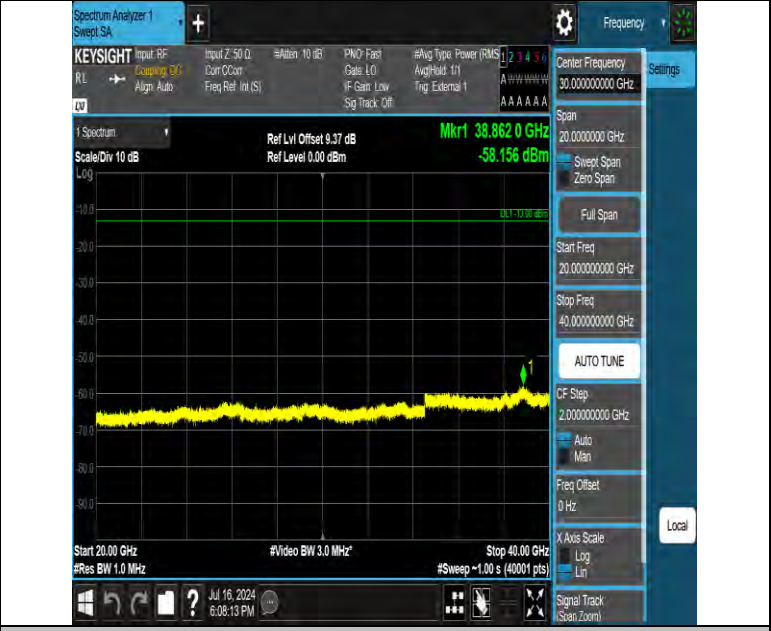 Spectrum Analyzer 1
Swept SA
Frequency
KEYSIGHT
RL
LXI
Input: RF
Coupling: DC
Align: Auto
Input Z: 50 Ω
Corr CCorr
Freq Ref: Int (S)
#Atten: 10 dB
PNO: Fast
Gate: LO
IF Gain: Low
Sig Track: Off
#Avg Type: Power (RMS
Avg|Hold: 1/1
Trig: External 1
1 2 3 4 5 6
A W W W W W
A A A A A A
1 Spectrum
Scale/Div 10 dB
Log
Ref Lvl Offset 9.37 dB
Ref Level 0.00 dBm
Mkr1 38.862 0 GHz
-58.156 dBm
DL1 -13.00 dBm
-10.0
-20.0
-30.0
-40.0
-50.0
-60.0
-70.0
-80.0
-90.0
1
Start 20.00 GHz
#Res BW 1.0 MHz
#Video BW 3.0 MHz*
Stop 40.00 GHz
#Sweep ~1.00 s (40001 pts)
Center Frequency
30.000000000 GHz
Settings
Span
20.0000000 GHz
Swept Span
Zero Span
Full Span
Start Freq
20.000000000 GHz
Stop Freq
40.000000000 GHz
AUTO TUNE
CF Step
2.000000000 GHz
Auto
Man
Freq Offset
0 Hz
X Axis Scale
Log
Lin
Signal Track
(Span Zoom)
Local
?
Jul 16, 2024
6:08:13 PM